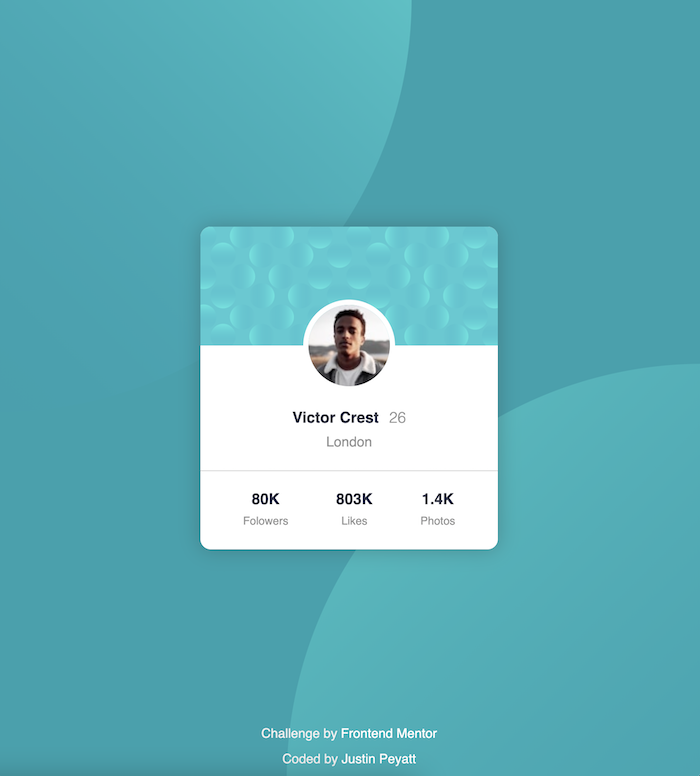 Victor Crest 26
London
80K 803K 1.4K
Folowers Likes Photos
Challenge by Frontend Mentor
Coded by Justin Peyatt